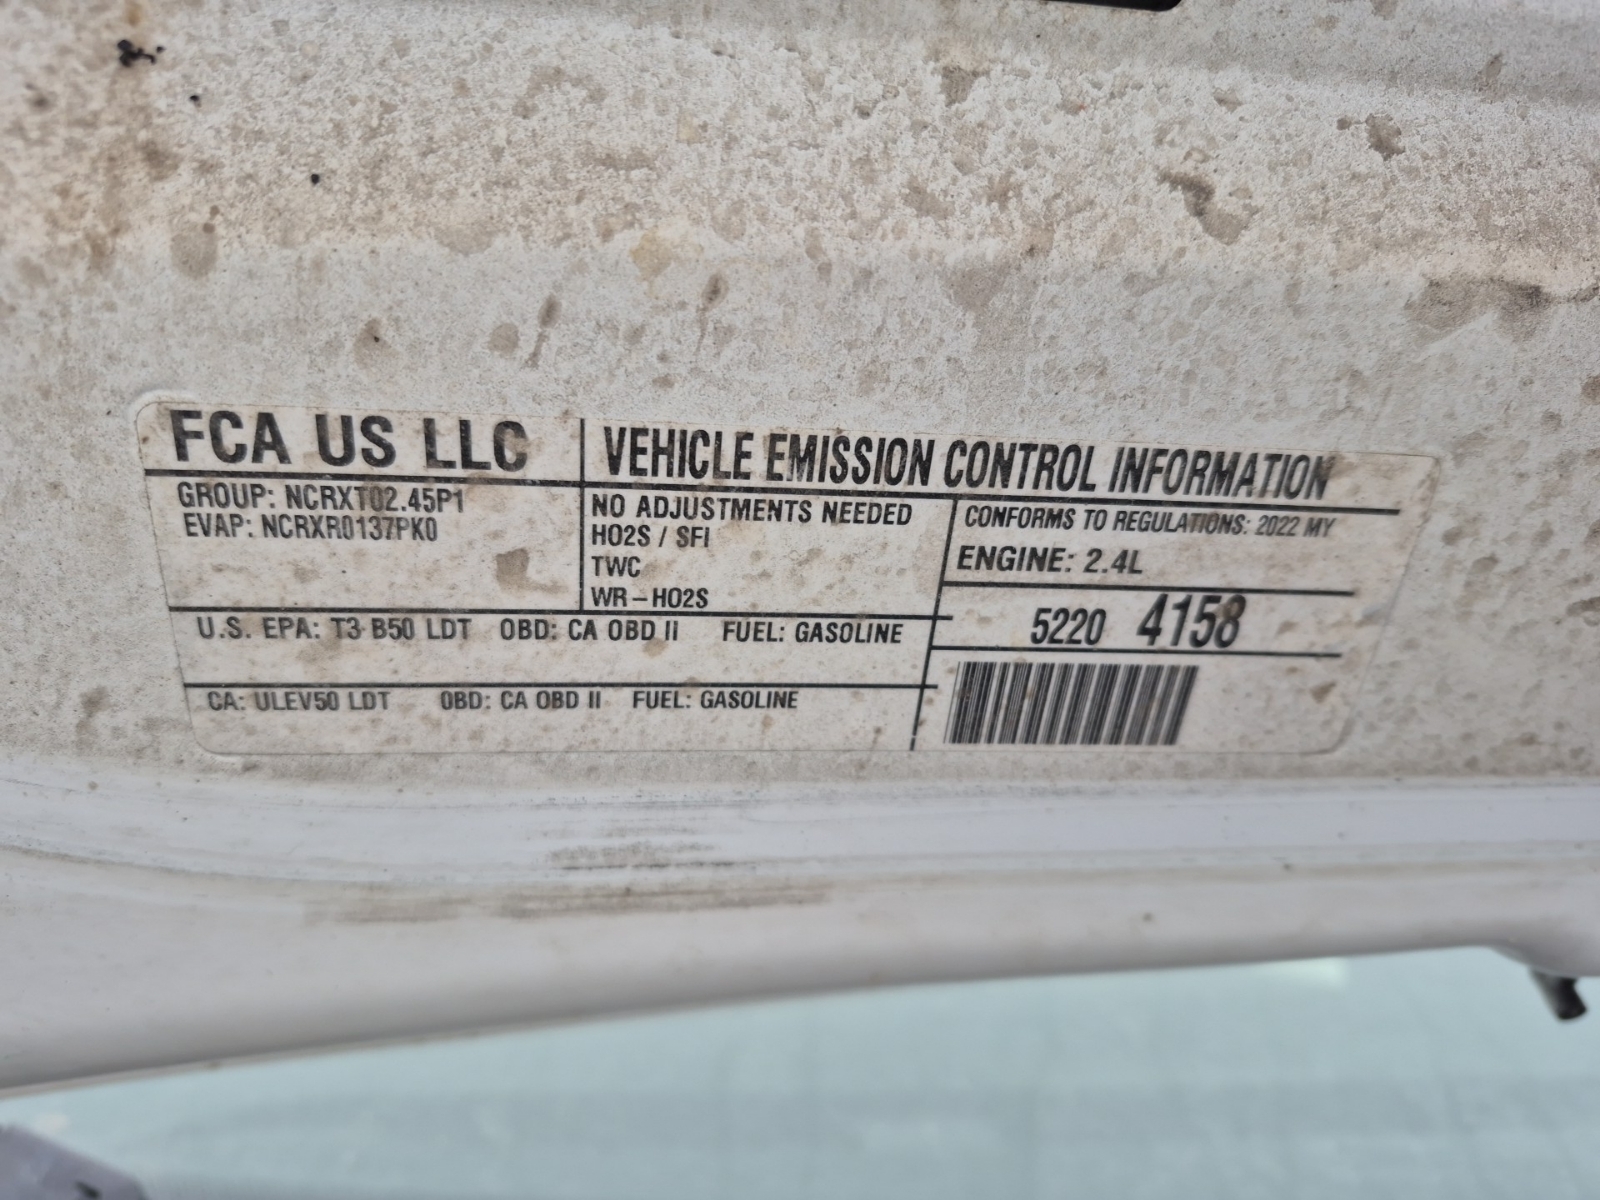 FCA US LLC
VEHICLE EMISSION CONTROL INFORMATION
GROUP: NCRXT02.45P1
EVAP: NCRXR0137PK0
NO ADJUSTMENTS NEEDED
HO2S / SFI
TWC
WR-HO2S
CONFORMS TO REGULATIONS: 2022 MY
ENGINE: 2.4L
5220 4158
U.S. EPA: T3 B50 LDT OBD: CA OBD II FUEL: GASOLINE
CA: ULEV50 LDT OBD: CA OBD II FUEL: GASOLINE